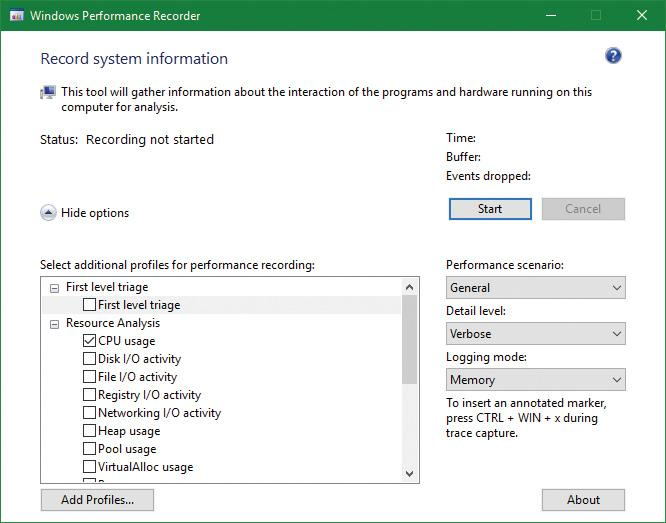 Windows Performance Recorder
Record system information
?
This tool will gather information about the interaction of the programs and hardware running on this
computer for analysis.
Status: Recording not started
Time:
Buffer:
Events dropped:
Hide options
Start
Cancel
Select additional profiles for performance recording:
First level triage
First level triage
Resource Analysis
CPU usage
Disk I/O activity
File I/O activity
Registry I/O activity
Networking I/O activity
Heap usage
Pool usage
VirtualAlloc usage
Performance scenario:
General
Detail level:
Verbose
Logging mode:
Memory
To insert an annotated marker,
press CTRL + WIN + x during
trace capture.
Add Profiles...
About